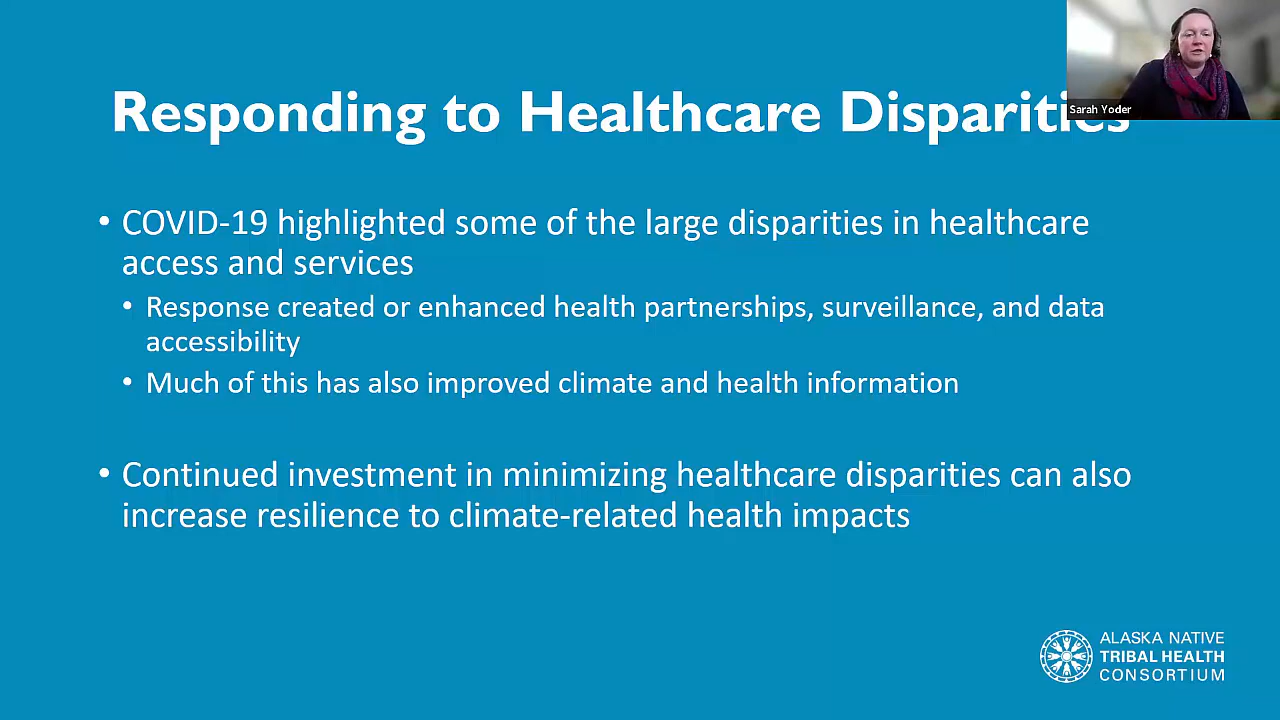 Responding to Healthcare Disparities
Sarah Yoder
• COVID-19 highlighted some of the large disparities in healthcare
access and services
• Response created or enhanced health partnerships, surveillance, and data
accessibility
• Much of this has also improved climate and health information
• Continued investment in minimizing healthcare disparities can also
increase resilience to climate-related health impacts
ALASKA NATIVE
TRIBAL HEALTH
CONSORTIUM